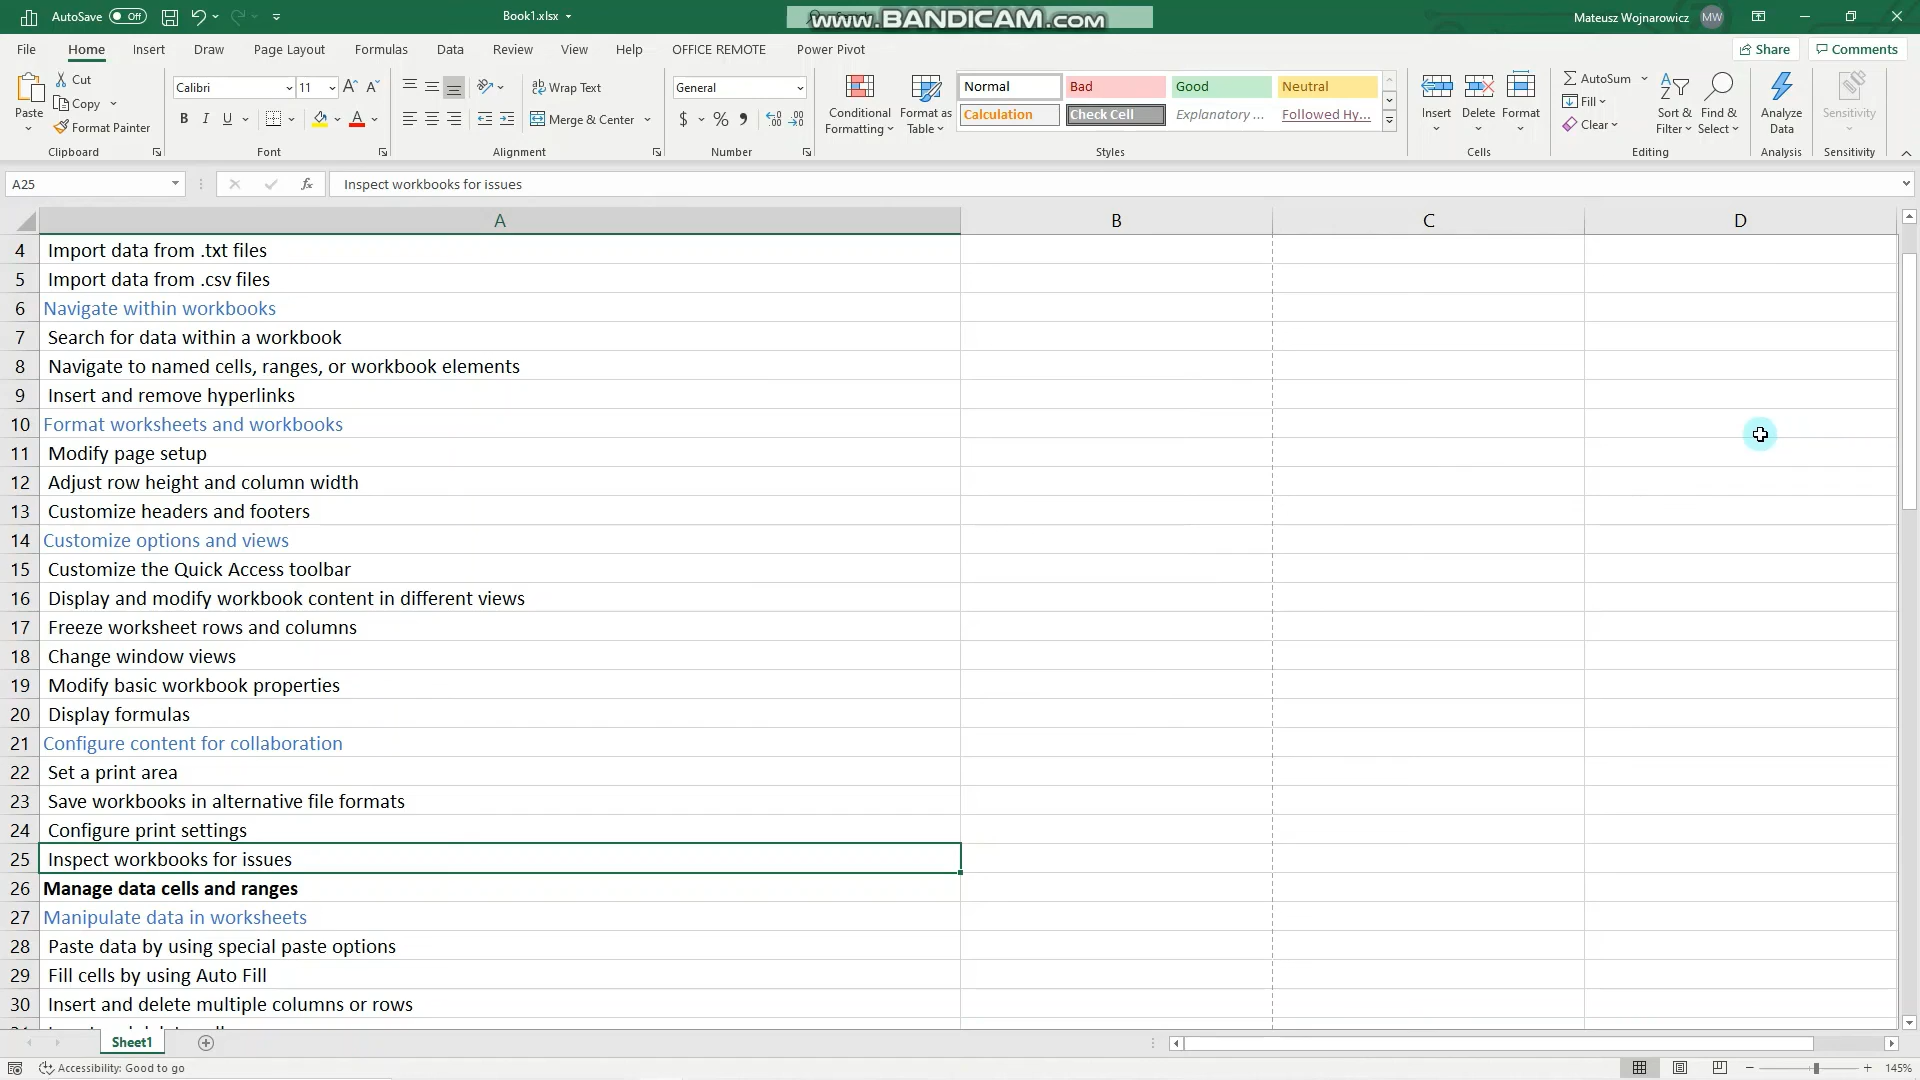 AutoSave Off Book1.xlsx www.BANDICAM.com Mateusz Wojnarowicz MW
File Home Insert Draw Page Layout Formulas Data Review View Help OFFICE REMOTE Power Pivot Share Comments
Paste Cut Copy Format Painter Clipboard
Calibri 11 B I U A A A Font
Wrap Text Merge & Center Alignment
General $ % Number
Conditional Formatting Format as Table
Normal Bad Good Neutral
Calculation Check Cell Explanatory ... Followed Hy...
Styles
Insert Delete Format Cells
AutoSum Fill Clear Sort & Filter Find & Select Editing
Analyze Data Analysis
Sensitivity Sensitivity
A25 fx Inspect workbooks for issues
A B C D
4 Import data from .txt files
5 Import data from .csv files
6 Navigate within workbooks
7 Search for data within a workbook
8 Navigate to named cells, ranges, or workbook elements
9 Insert and remove hyperlinks
10 Format worksheets and workbooks
11 Modify page setup
12 Adjust row height and column width
13 Customize headers and footers
14 Customize options and views
15 Customize the Quick Access toolbar
16 Display and modify workbook content in different views
17 Freeze worksheet rows and columns
18 Change window views
19 Modify basic workbook properties
20 Display formulas
21 Configure content for collaboration
22 Set a print area
23 Save workbooks in alternative file formats
24 Configure print settings
25 Inspect workbooks for issues
26 Manage data cells and ranges
27 Manipulate data in worksheets
28 Paste data by using special paste options
29 Fill cells by using Auto Fill
30 Insert and delete multiple columns or rows
Sheet1
Accessibility: Good to go 145%